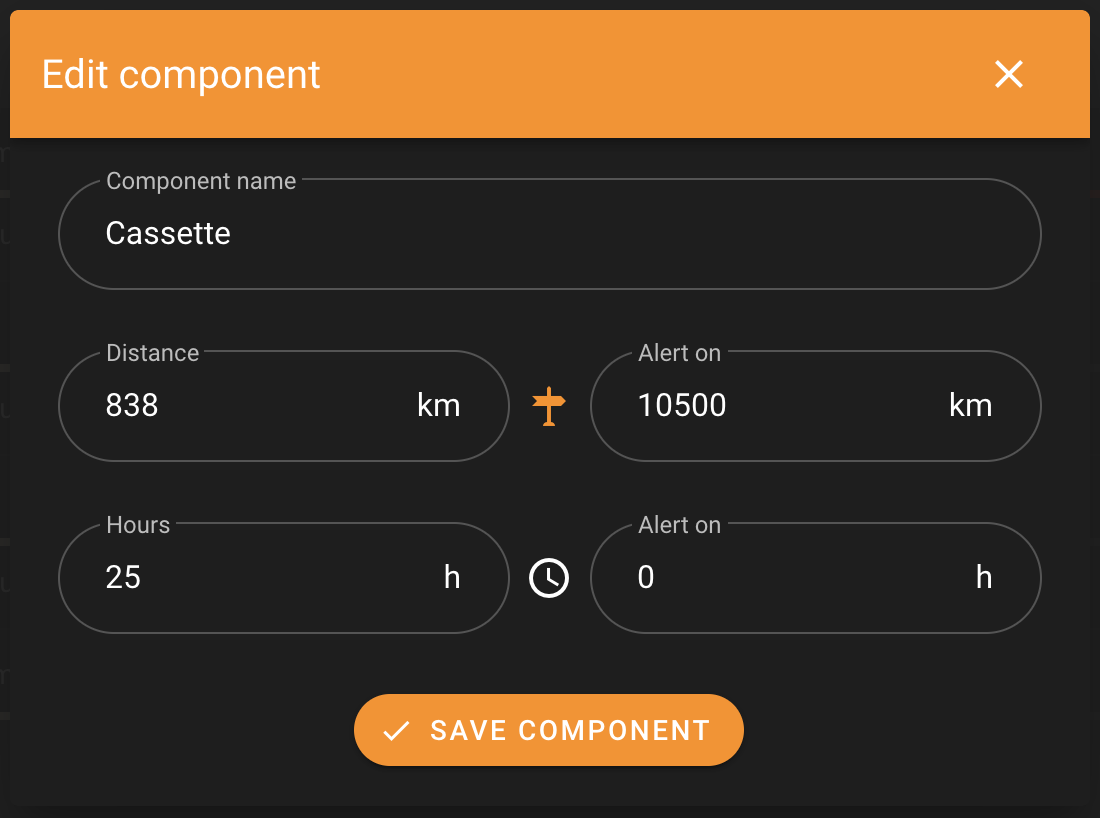 Edit component
Component name
Cassette
Distance
Alert on
838 km
10500 km
Hours
Alert on
25 h
0 h
SAVE COMPONENT